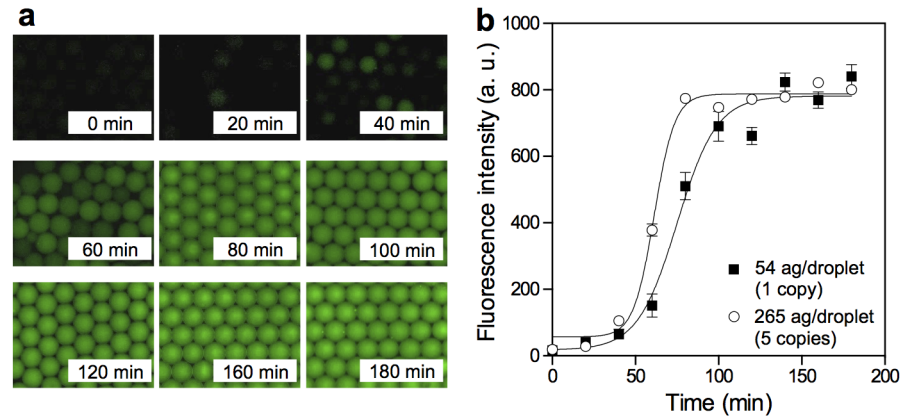 a
0 min
20 min
40 min
60 min
80 min
100 min
120 min
160 min
180 min
b
Fluorescence intensity (a. u.)
1000
800
600
400
200
0
0
50
100
150
200
Time (min)
54 ag/droplet
(1 copy)
265 ag/droplet
(5 copies)